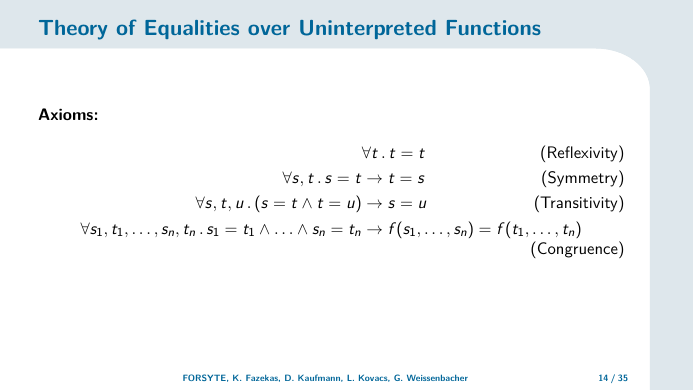 Theory of Equalities over Uninterpreted Functions
Axioms:
∀t . t = t (Reflexivity)
∀s, t . s = t → t = s (Symmetry)
∀s, t, u . (s = t ∧ t = u) → s = u (Transitivity)
∀s₁, t₁, . . . , sₙ, tₙ . s₁ = t₁ ∧ . . . ∧ sₙ = tₙ → f(s₁, . . . , sₙ) = f(t₁, . . . , tₙ)
(Congruence)
FORSYTE, K. Fazekas, D. Kaufmann, L. Kovacs, G. Weissenbacher 14 / 35